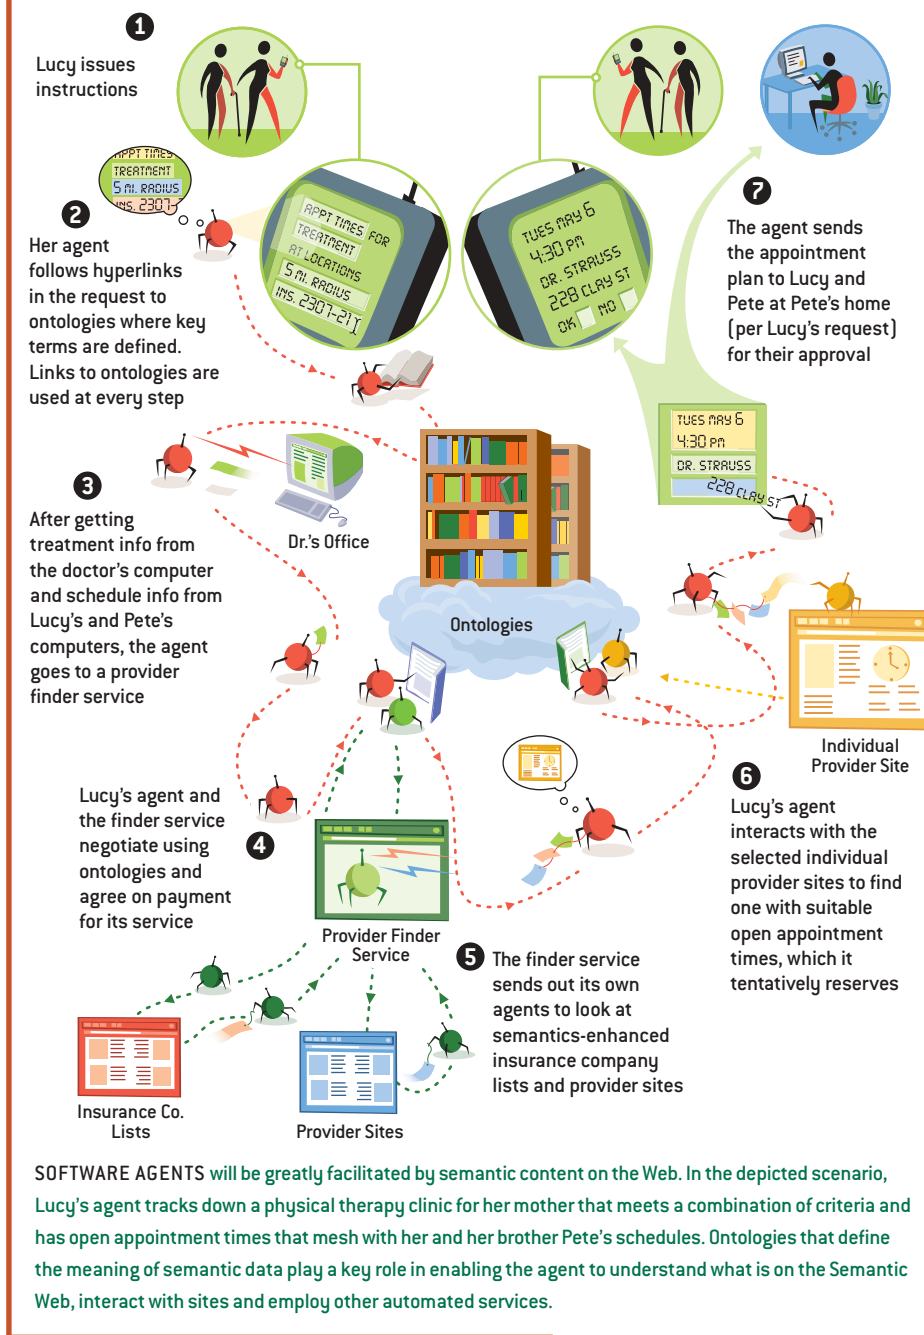 1
Lucy issues
instructions
APPT TIMES
TREATMENT
5 MI. RADIUS
INS. 2307-
2
Her agent
follows hyperlinks
in the request to
ontologies where key
terms are defined.
Links to ontologies are
used at every step
APPT TIMES FOR
TREATMENT
AT LOCATIONS
5 MI. RADIUS
INS. 2307-21
TUES MAY 6
4:30 PM
DR. STRAUSS
228 CLAY ST
OK NO
7
The agent sends
the appointment
plan to Lucy and
Pete at Pete's home
(per Lucy's request)
for their approval
TUES MAY 6
4:30 PM
DR. STRAUSS
228 CLAY ST
3
After getting
treatment info from
the doctor's computer
and schedule info from
Lucy's and Pete's
computers, the agent
goes to a provider
finder service
Dr.'s Office
Ontologies
Individual
Provider Site
Lucy's agent and
the finder service
negotiate using
ontologies and
agree on payment
for its service
4
Provider Finder
Service
5
The finder service
sends out its own
agents to look at
semantics-enhanced
insurance company
lists and provider sites
6
Lucy's agent
interacts with the
selected individual
provider sites to find
one with suitable
open appointment
times, which it
tentatively reserves
Insurance Co.
Lists
Provider Sites
SOFTWARE AGENTS will be greatly facilitated by semantic content on the Web. In the depicted scenario,
Lucy's agent tracks down a physical therapy clinic for her mother that meets a combination of criteria and
has open appointment times that mesh with her and her brother Pete's schedules. Ontologies that define
the meaning of semantic data play a key role in enabling the agent to understand what is on the Semantic
Web, interact with sites and employ other automated services.